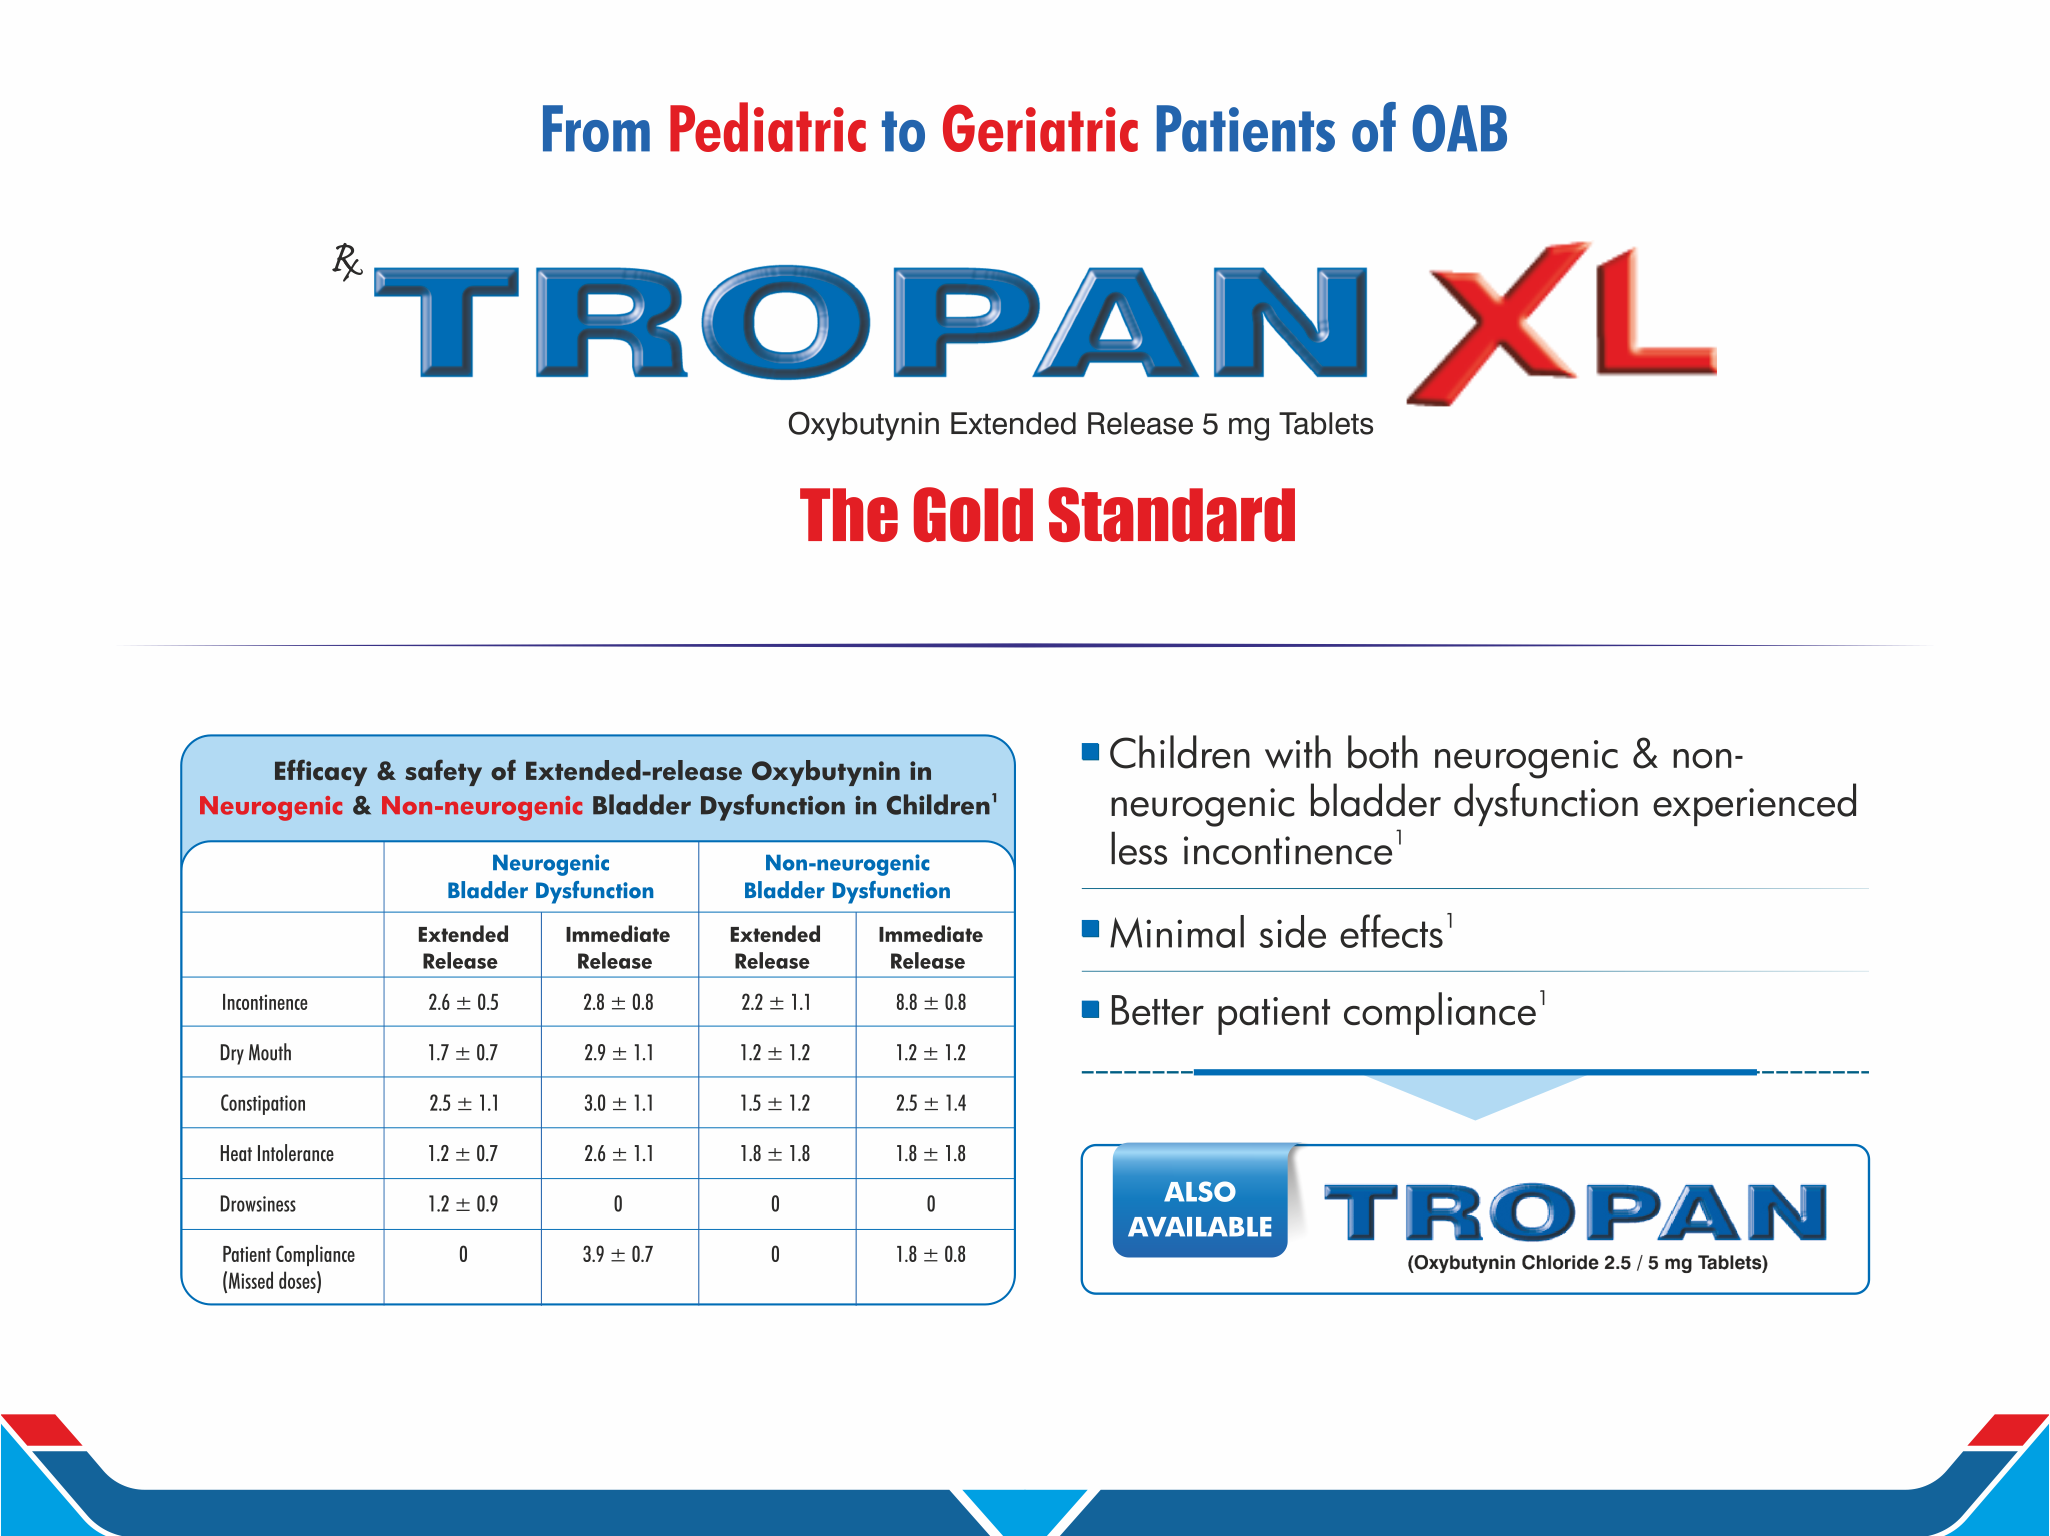 From Pediatric to Geriatric Patients of OAB
Rx TROPAN XL
Oxybutynin Extended Release 5 mg Tablets
The Gold Standard
Efficacy & safety of Extended-release Oxybutynin in
Neurogenic & Non-neurogenic Bladder Dysfunction in Children1
Neurogenic Non-neurogenic
Bladder Dysfunction Bladder Dysfunction
Extended Immediate Extended Immediate
Release Release Release Release
Incontinence 2.6 ± 0.5 2.8 ± 0.8 2.2 ± 1.1 8.8 ± 0.8
Dry Mouth 1.7 ± 0.7 2.9 ± 1.1 1.2 ± 1.2 1.2 ± 1.2
Constipation 2.5 ± 1.1 3.0 ± 1.1 1.5 ± 1.2 2.5 ± 1.4
Heat Intolerance 1.2 ± 0.7 2.6 ± 1.1 1.8 ± 1.8 1.8 ± 1.8
Drowsiness 1.2 ± 0.9 0 0 0
Patient Compliance 0 3.9 ± 0.7 0 1.8 ± 0.8
(Missed doses)
Children with both neurogenic & non-
neurogenic bladder dysfunction experienced
less incontinence1
Minimal side effects1
Better patient compliance1
ALSO
AVAILABLE
TROPAN
(Oxybutynin Chloride 2.5 / 5 mg Tablets)